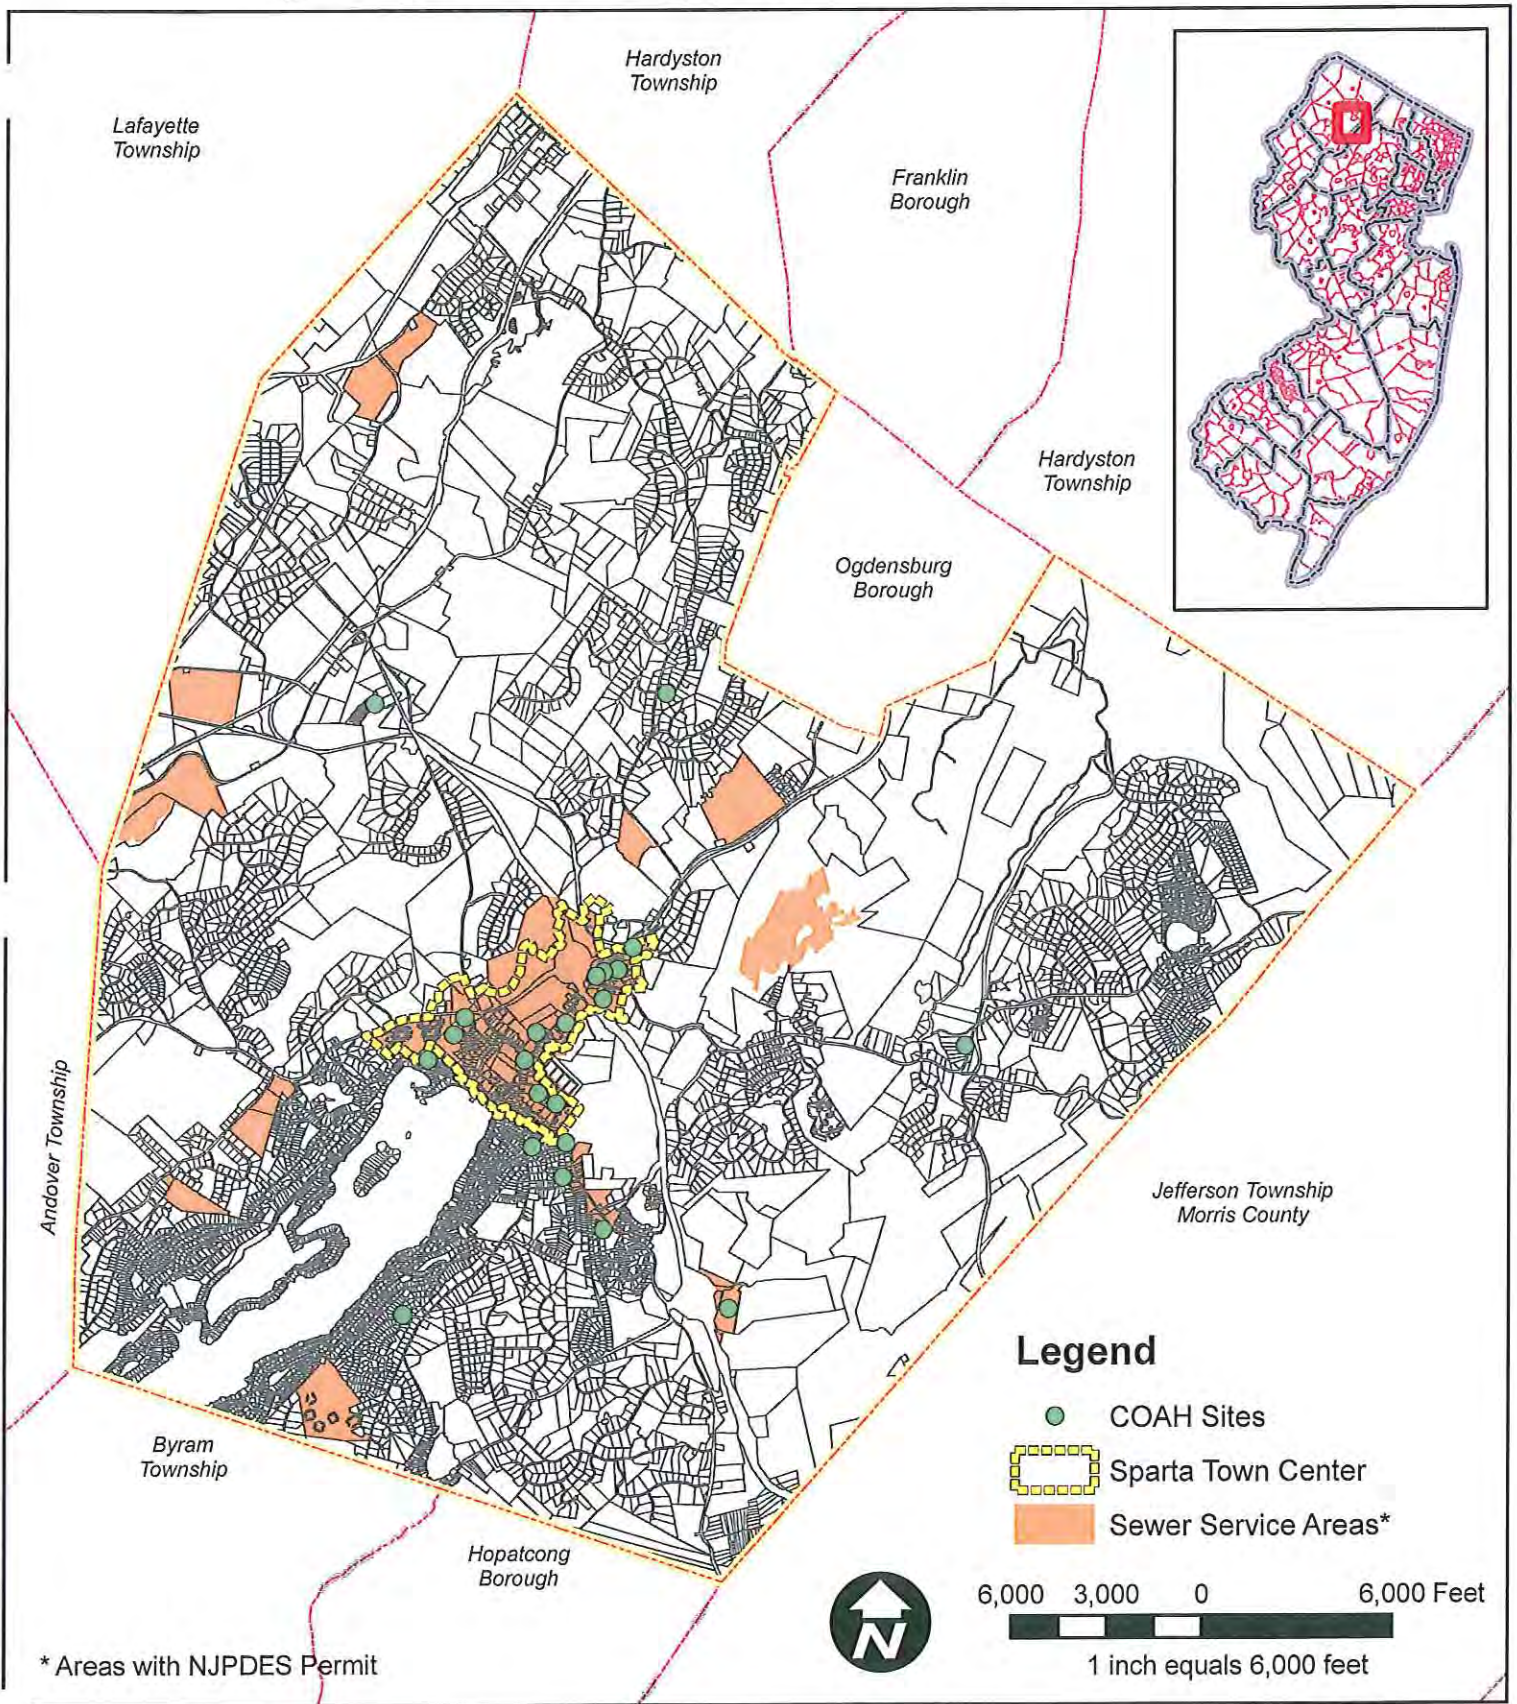 Hardyston
Township
Lafayette
Township
Franklin
Borough
Hardyston
Township
Ogdensburg
Borough
Andover Township
Jefferson Township
Morris County
Byram
Township
Hopatcong
Borough
Legend
COAH Sites
Sparta Town Center
Sewer Service Areas*
N
6,000 3,000 0 6,000 Feet
1 inch equals 6,000 feet
* Areas with NJPDES Permit